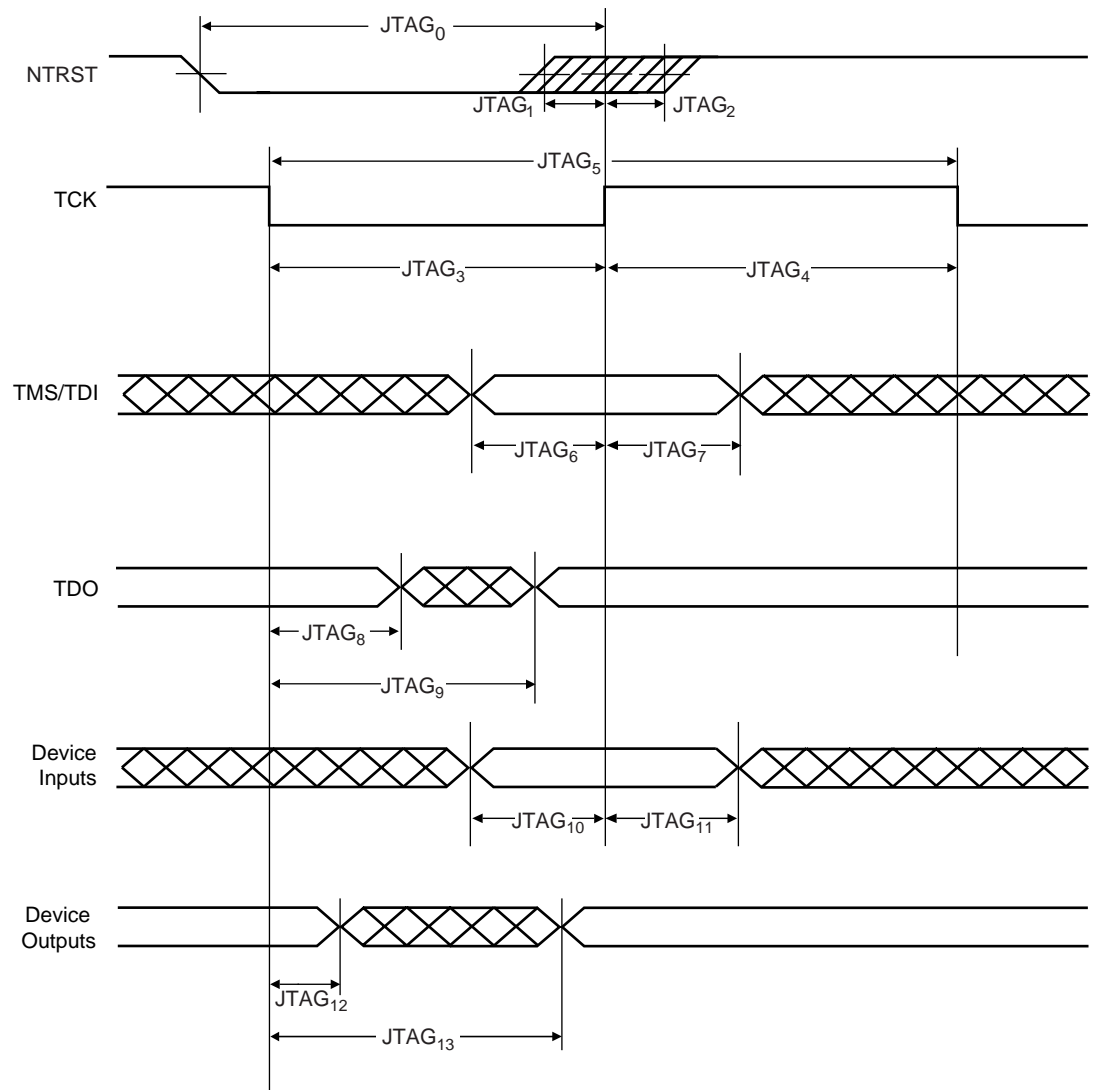 JTAG₀
NTRST
JTAG₁ JTAG₂
JTAG₅
TCK
JTAG₃ JTAG₄
TMS/TDI
JTAG₆ JTAG₇
TDO
JTAG₈
JTAG₉
Device
Inputs
JTAG₁₀ JTAG₁₁
Device
Outputs
JTAG₁₂
JTAG₁₃